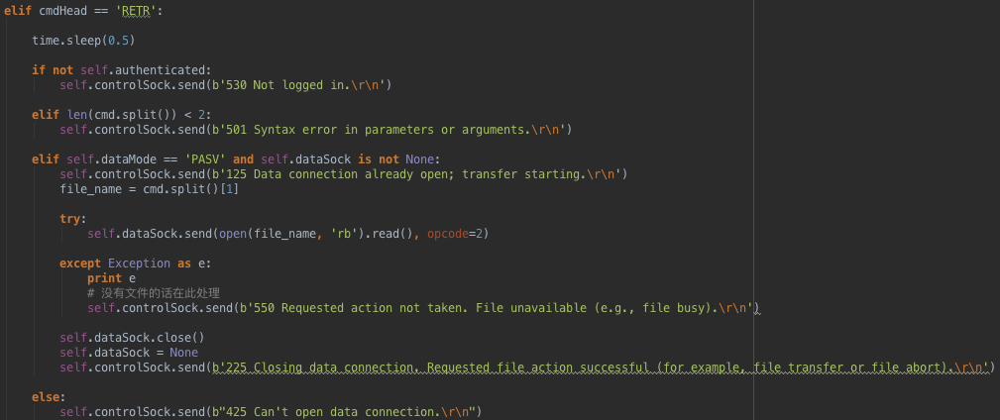 elif cmdHead == 'RETR':
time.sleep(0.5)
if not self.authenticated:
self.controlSock.send(b'530 Not logged in.\r\n')
elif len(cmd.split()) < 2:
self.controlSock.send(b'501 Syntax error in parameters or arguments.\r\n')
elif self.dataMode == 'PASV' and self.dataSock is not None:
self.controlSock.send(b'125 Data connection already open; transfer starting.\r\n')
file_name = cmd.split()[1]
try:
self.dataSock.send(open(file_name, 'rb').read(), opcode=2)
except Exception as e:
print e
# 没有文件的话在此处理
self.controlSock.send(b'550 Requested action not taken. File unavailable (e.g., file busy).\r\n')
self.dataSock.close()
self.dataSock = None
self.controlSock.send(b'225 Closing data connection. Requested file action successful (for example, file transfer or file abort).\r\n')
else:
self.controlSock.send(b"425 Can't open data connection.\r\n")